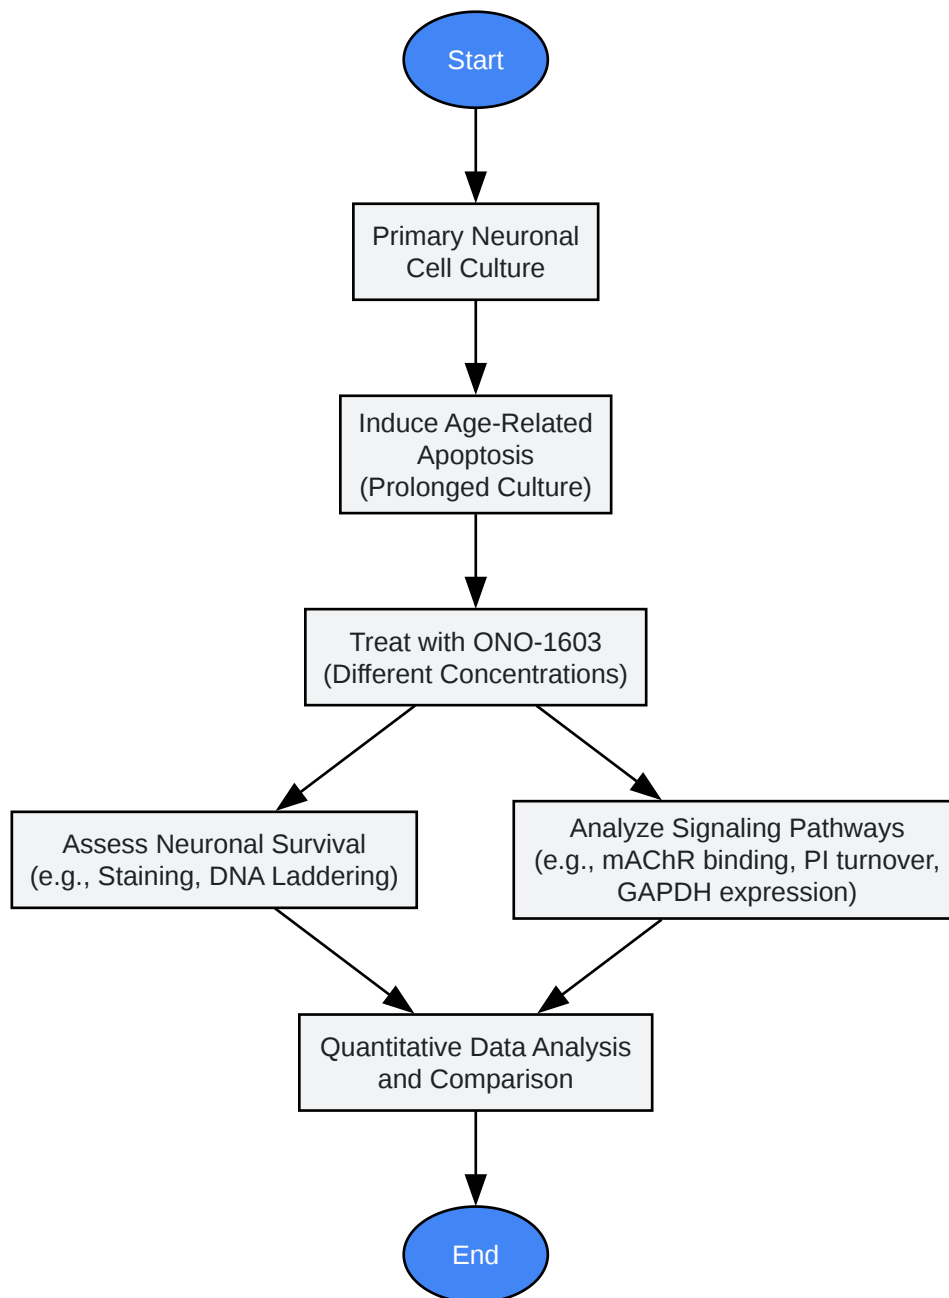 Start
Primary Neuronal
Cell Culture
Induce Age-Related
Apoptosis
(Prolonged Culture)
Treat with ONO-1603
(Different Concentrations)
Assess Neuronal Survival
(e.g., Staining, DNA Laddering)
Analyze Signaling Pathways
(e.g., mAChR binding, PI turnover,
GAPDH expression)
Quantitative Data Analysis
and Comparison
End